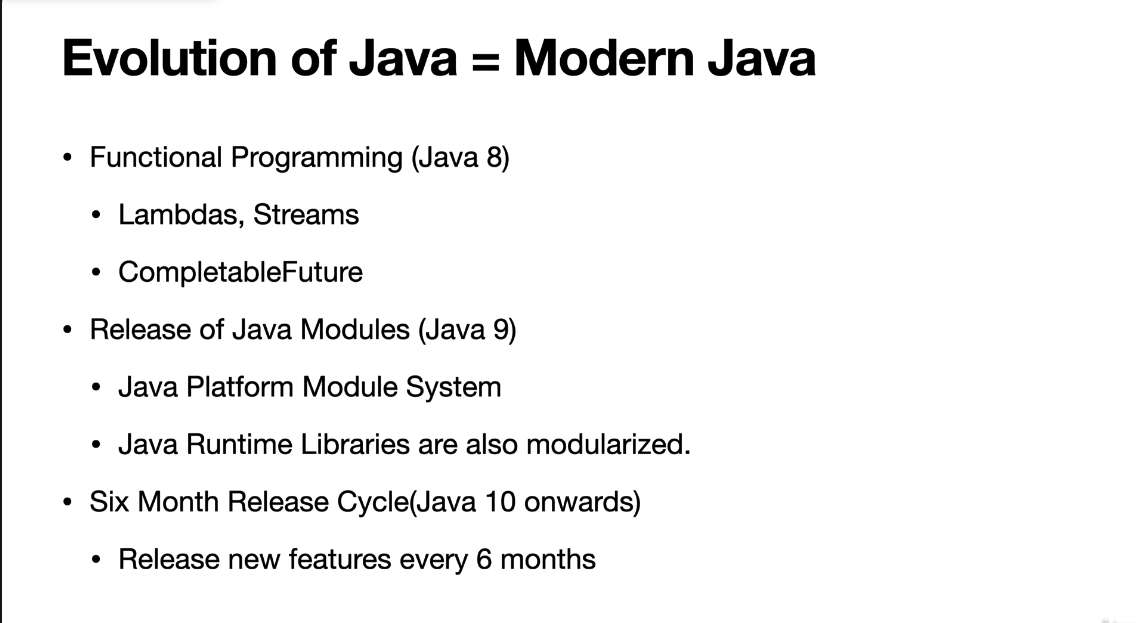 Evolution of Java = Modern Java
• Functional Programming (Java 8)
• Lambdas, Streams
• CompletableFuture
• Release of Java Modules (Java 9)
• Java Platform Module System
• Java Runtime Libraries are also modularized.
• Six Month Release Cycle(Java 10 onwards)
• Release new features every 6 months